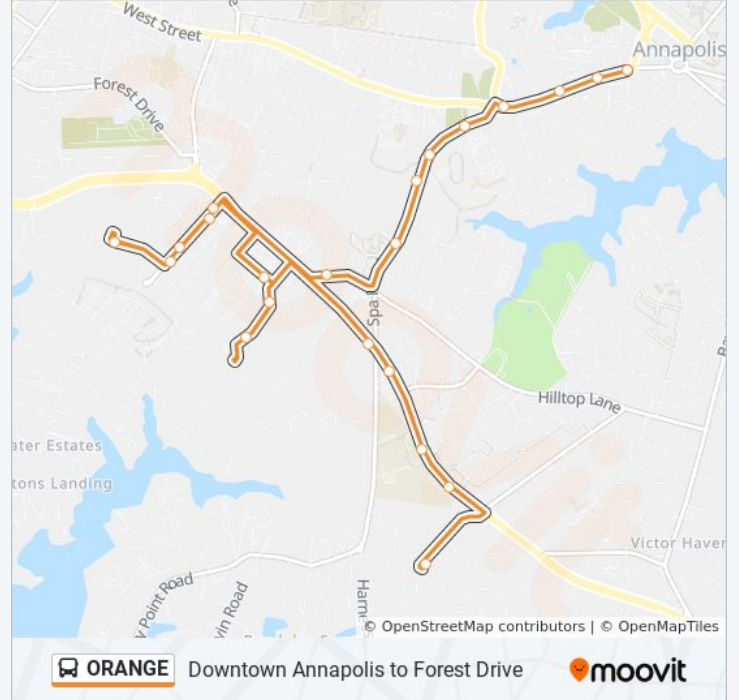 West Street
Annapolis
Forest Drive
Spa
Hilltop Lane
ater Estates
tons Landing
Victor Haver
y Point Road
vin Road
Harne
© OpenStreetMap contributors | © OpenMapTiles
ORANGE Downtown Annapolis to Forest Drive moovit